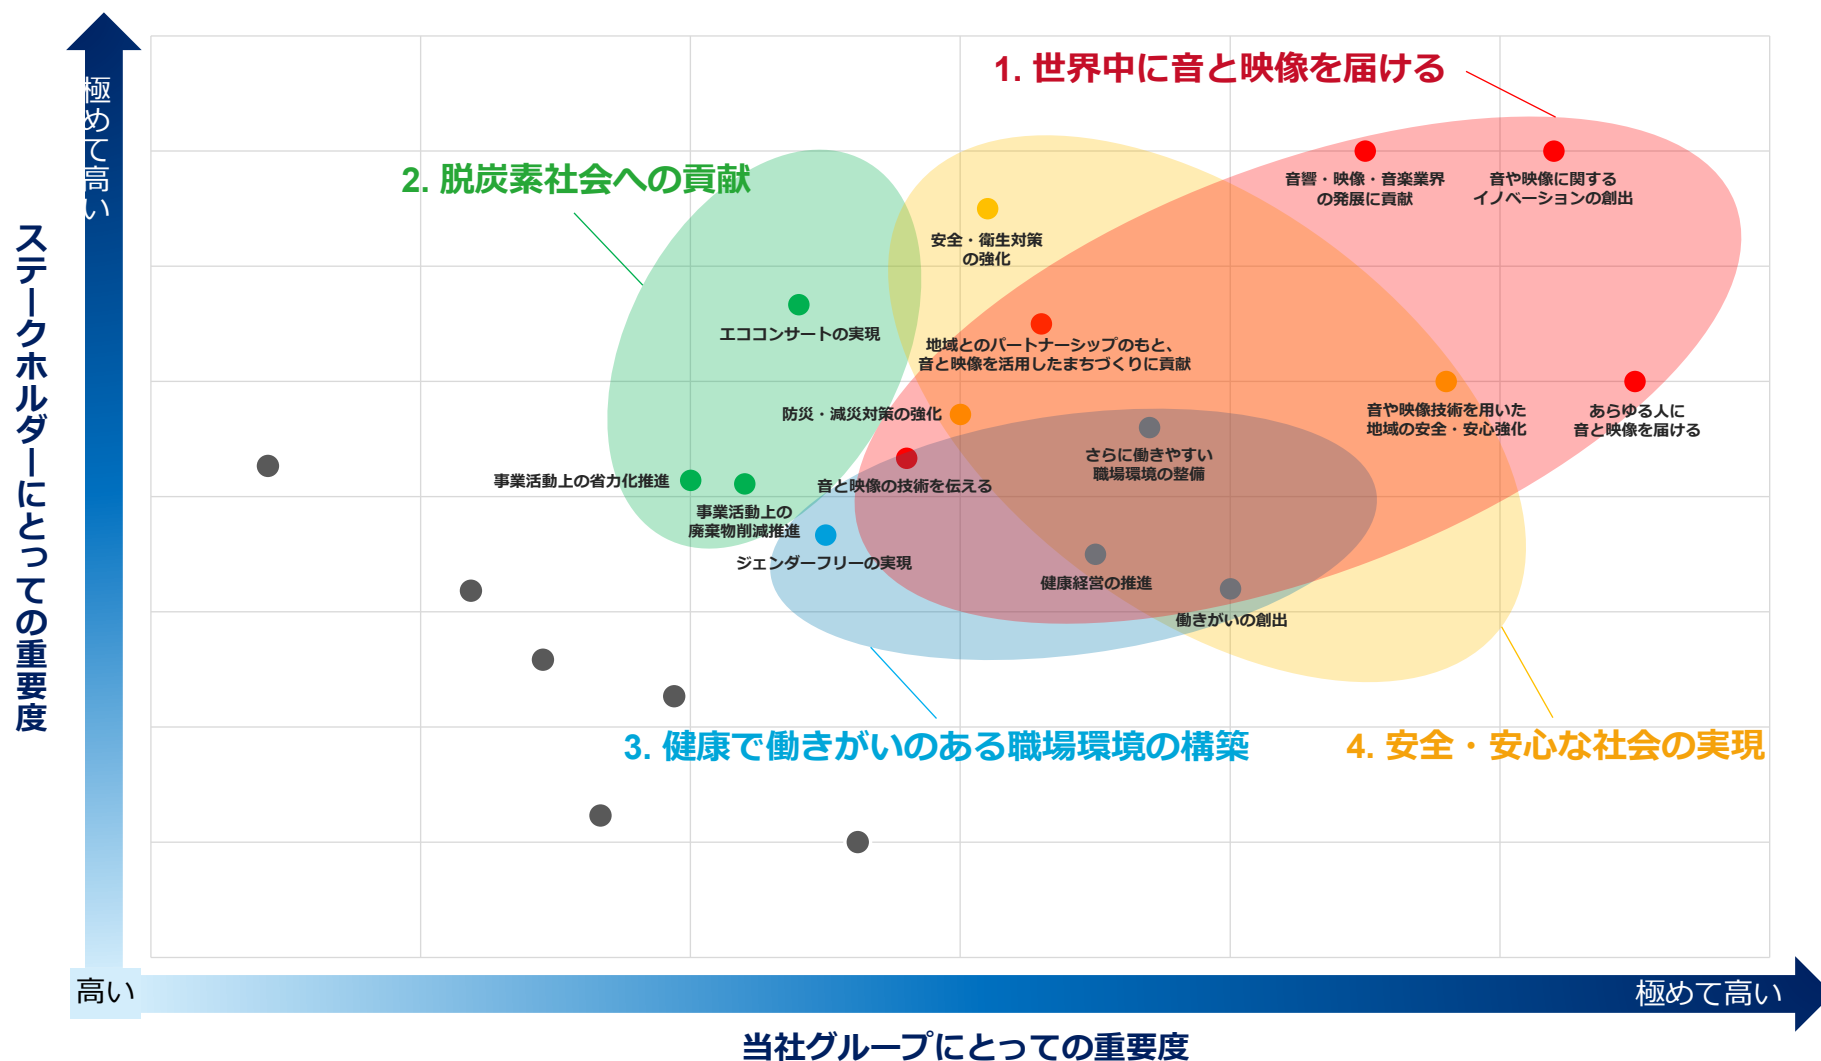 極めて高い
ステークホルダーにとっての重要度
1. 世界中に音と映像を届ける
2. 脱炭素社会への貢献
音響・映像・音楽業界
の発展に貢献
音や映像に関する
イノベーションの創出
安全・衛生対策
の強化
エココンサートの実現
地域とのパートナーシップのもと、
音と映像を活用したまちづくりに貢献
防災・減災対策の強化
音や映像技術を用いた
地域の安全・安心強化
あらゆる人に
音と映像を届ける
さらに働きやすい
職場環境の整備
事業活動上の省力化推進
音と映像の技術を伝える
事業活動上の
廃棄物削減推進
ジェンダーフリーの実現
健康経営の推進
働きがいの創出
3. 健康で働きがいのある職場環境の構築
4. 安全・安心な社会の実現
高い
極めて高い
当社グループにとっての重要度